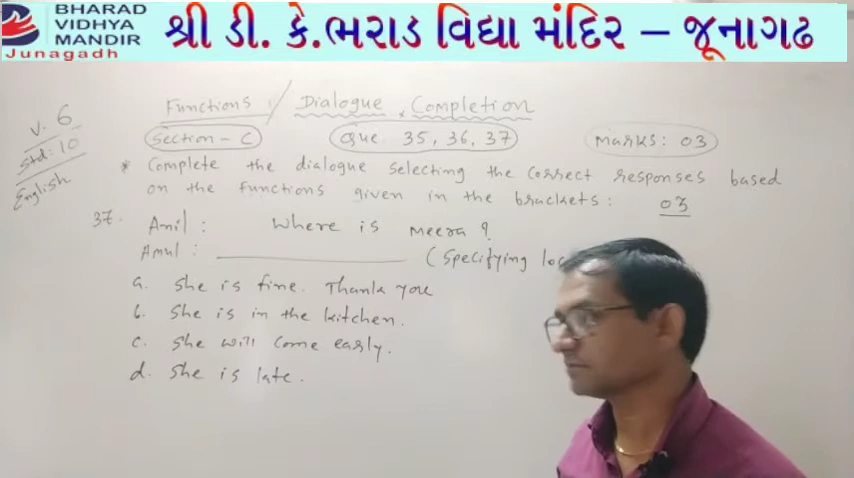 BHARAD
VIDHYA
MANDIR
Junagadh
શ્રી ડી. કે.ભરાડ વિદ્યા મંદિર – જૂનાગઢ
V. 6
Std: 10
English
Functions: / Dialogue Completion
Section - C Que. 35, 36, 37 Marks: 03
* Complete the dialogue selecting the correct responses based
on the functions given in the brackets: 03
37. Anil: Where is Meera?
Amul: __________ (Specifying
a. She is fine. Thank you
b. She is in the kitchen.
c. She will come early.
d. She is late.